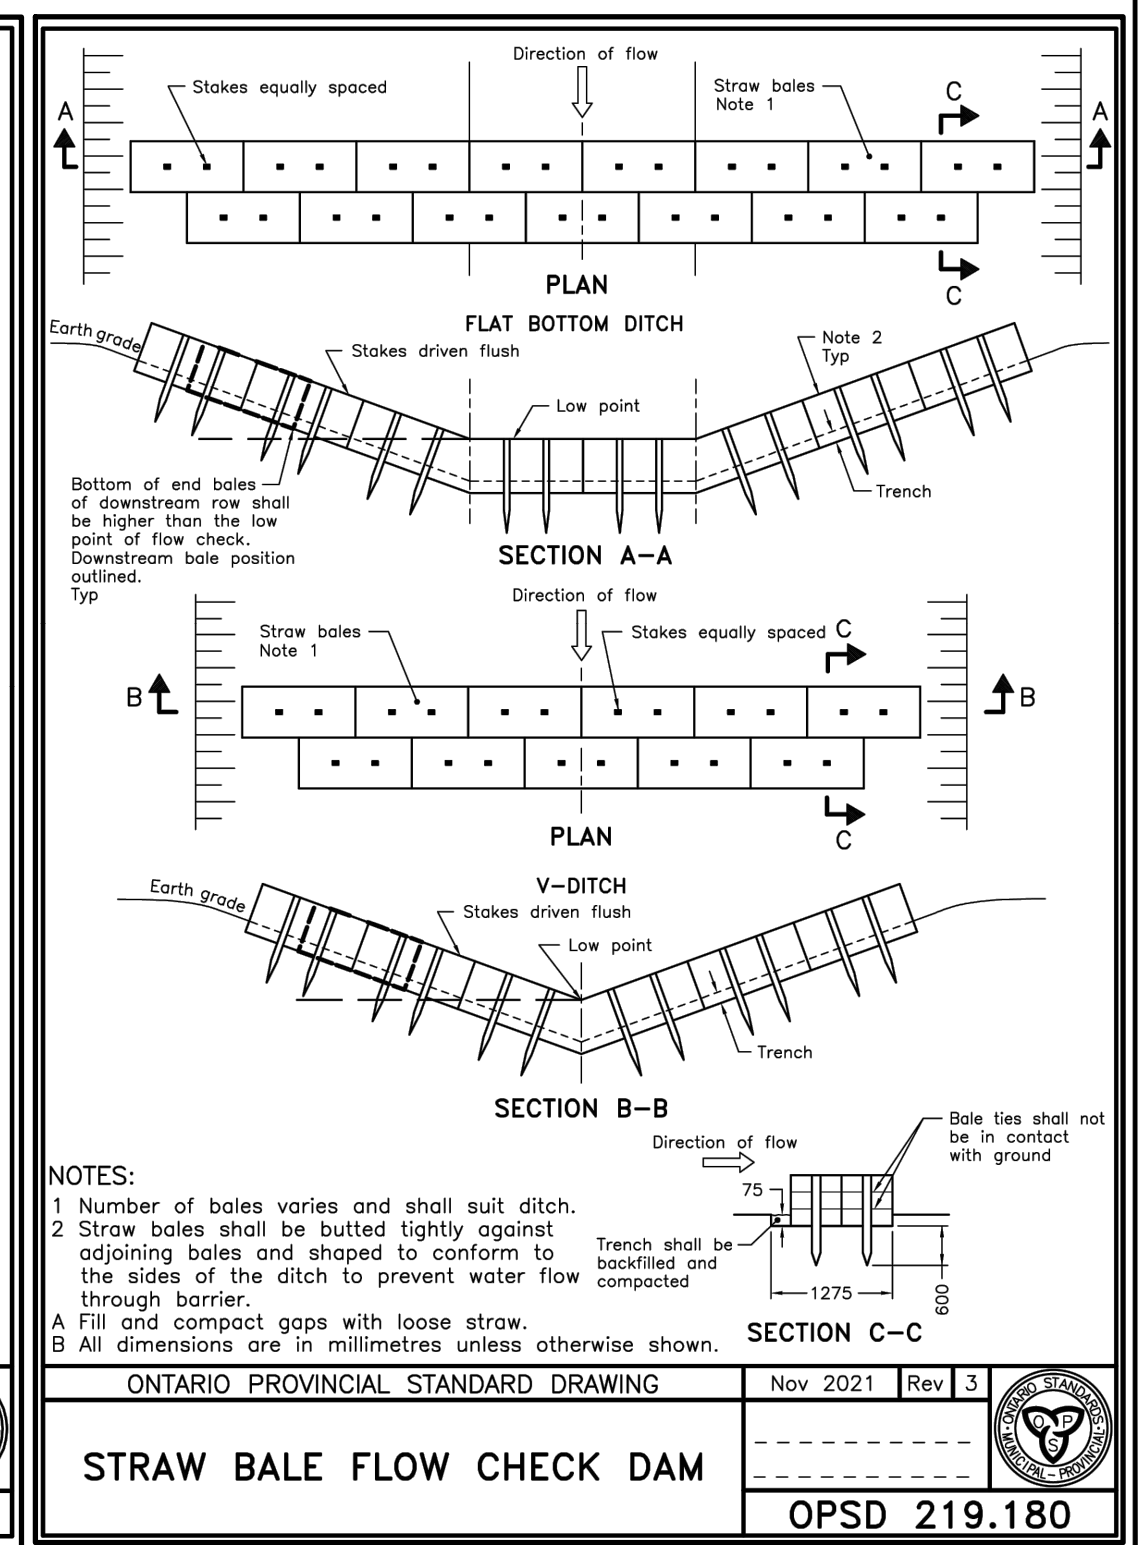 Direction of flow
Stakes equally spaced
Straw bales
Note 1
C
A
A
C
PLAN
FLAT BOTTOM DITCH
Earth grade
Stakes driven flush
Note 2
Typ
Low point
Bottom of end bales
of downstream row shall
be higher than the low
point of flow check.
Downstream bale position
outlined.
Typ
Trench
SECTION A-A
Direction of flow
Straw bales
Note 1
Stakes equally spaced
C
B
B
C
PLAN
V-DITCH
Earth grade
Stakes driven flush
Low point
Trench
SECTION B-B
Direction of flow
Bale ties shall not
be in contact
with ground
75
Trench shall be
backfilled and
compacted
1275
600
SECTION C-C
NOTES:
1 Number of bales varies and shall suit ditch.
2 Straw bales shall be butted tightly against
adjoining bales and shaped to conform to
the sides of the ditch to prevent water flow
through barrier.
A Fill and compact gaps with loose straw.
B All dimensions are in millimetres unless otherwise shown.
ONTARIO PROVINCIAL STANDARD DRAWING
Nov 2021
Rev
3
STRAW BALE FLOW CHECK DAM
ONTARIO STANDARDS
MUNICIPAL-PROVINCIAL
O P
S
OPSD 219.180